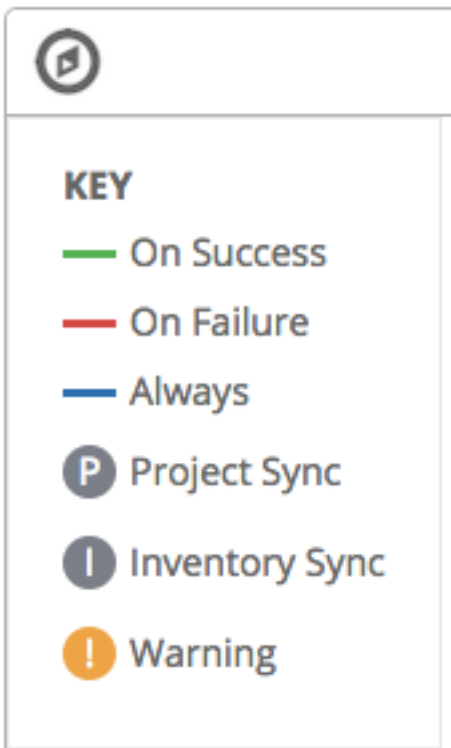 KEY
On Success
On Failure
Always
P Project Sync
I Inventory Sync
! Warning